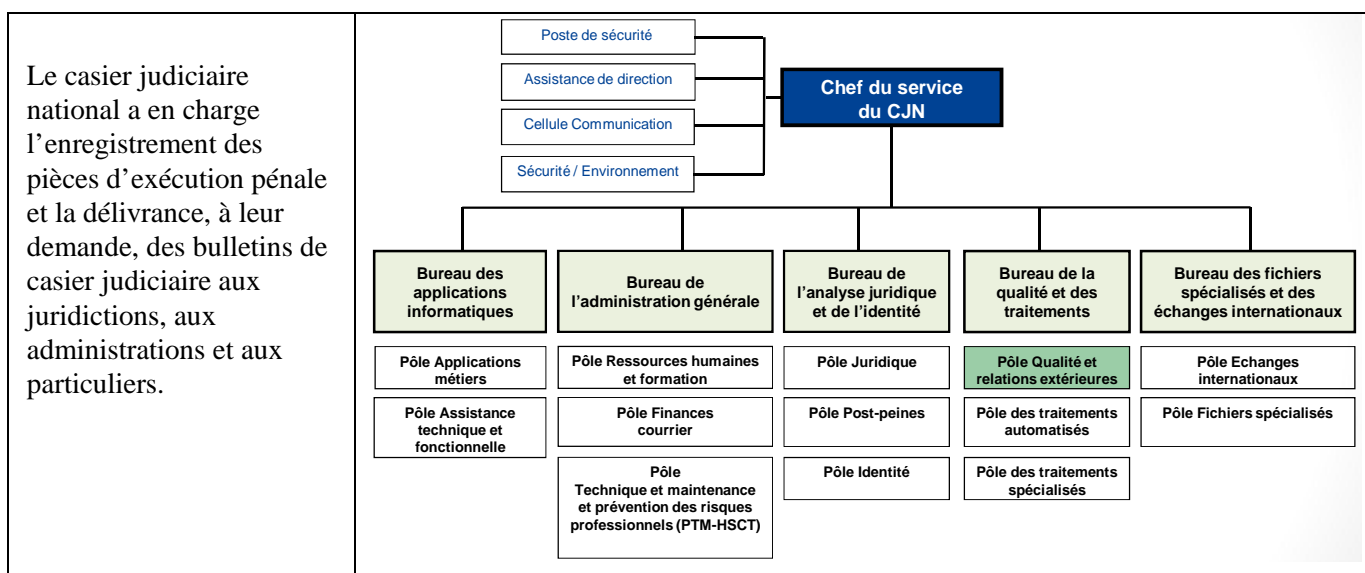 Le casier judiciaire
national a en charge
l’enregistrement des
pièces d’exécution pénale
et la délivrance, à leur
demande, des bulletins de
casier judiciaire aux
juridictions, aux
administrations et aux
particuliers.
Poste de sécurité
Assistance de direction
Cellule Communication
Sécurité / Environnement
Chef du service
du CJN
Bureau des
applications
informatiques
Pôle Applications
métiers
Pôle Assistance
technique et
fonctionnelle
Bureau de
l’administration générale
Pôle Ressources humaines
et formation
Pôle Finances
courrier
Pôle
Technique et maintenance
et prévention des risques
professionnels (PTM-HSCT)
Bureau de
l’analyse juridique
et de l’identité
Pôle Juridique
Pôle Post-peines
Pôle Identité
Bureau de la
qualité et des
traitements
Pôle Qualité et
relations extérieures
Pôle des traitements
automatisés
Pôle des traitements
spécialisés
Bureau des fichiers
spécialisés et des
échanges internationaux
Pôle Echanges
internationaux
Pôle Fichiers spécialisés